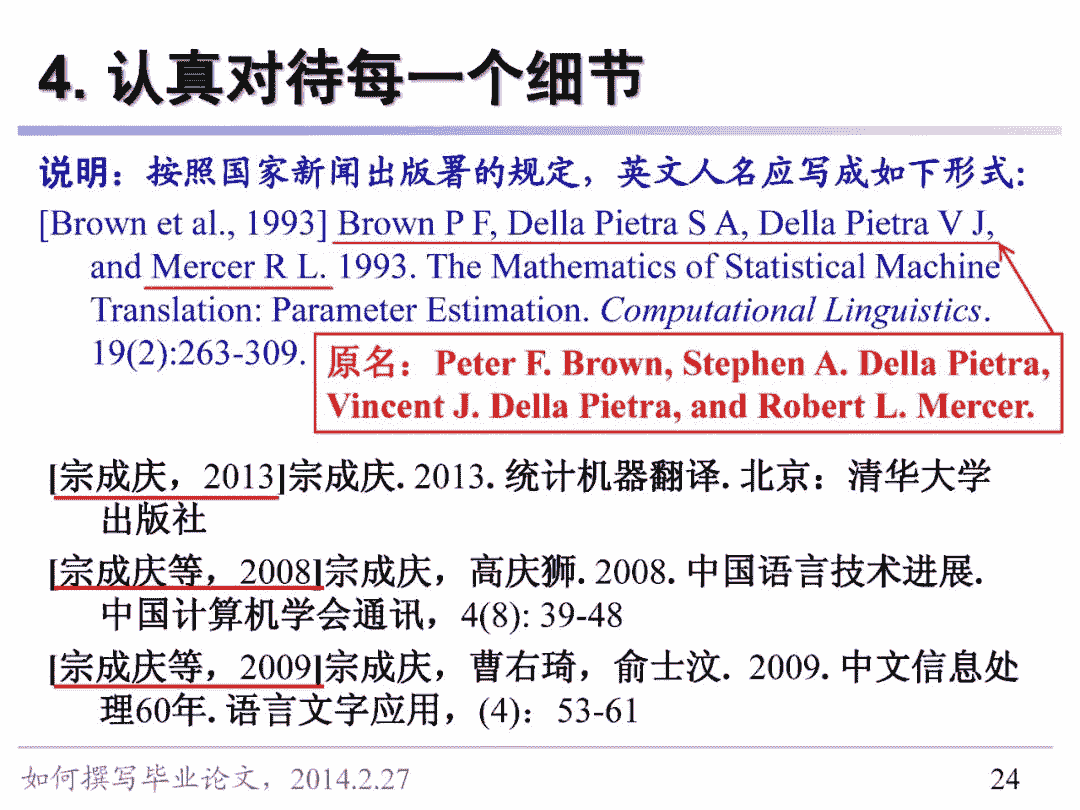 4. 认真对待每一个细节
说明：按照国家新闻出版署的规定，英文人名应写成如下形式:
[Brown et al., 1993] Brown P F, Della Pietra S A, Della Pietra V J,
and Mercer R L. 1993. The Mathematics of Statistical Machine
Translation: Parameter Estimation. Computational Linguistics.
19(2):263-309.
原名：Peter F. Brown, Stephen A. Della Pietra,
Vincent J. Della Pietra, and Robert L. Mercer.
[宗成庆，2013]宗成庆. 2013. 统计机器翻译. 北京：清华大学
出版社
[宗成庆等，2008]宗成庆，高庆狮. 2008. 中国语言技术进展.
中国计算机学会通讯，4(8): 39-48
[宗成庆等，2009]宗成庆，曹右琦，俞士汶. 2009. 中文信息处
理60年. 语言文字应用，(4)：53-61
如何撰写毕业论文，2014.2.27
24